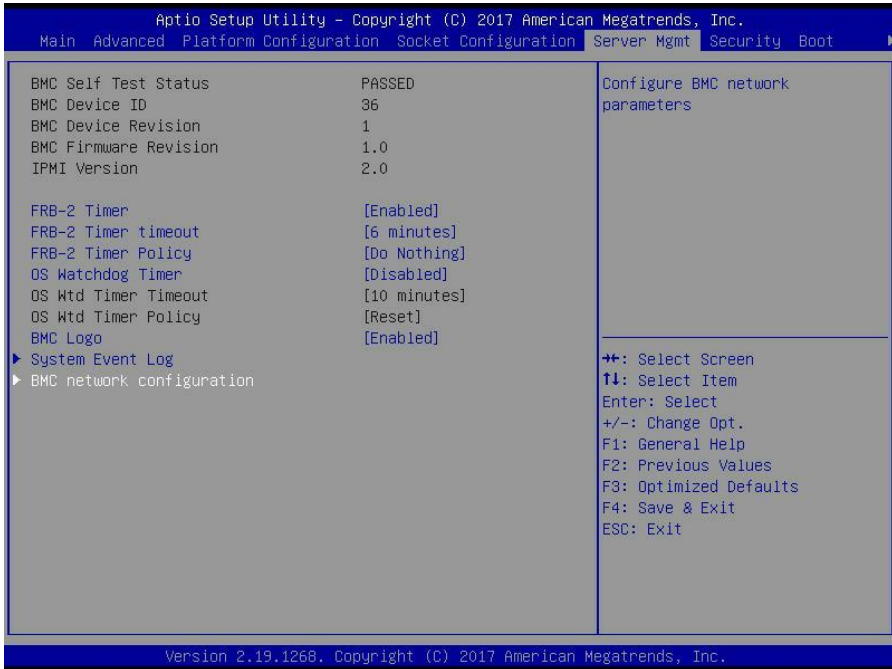 Aptio Setup Utility – Copyright (C) 2017 American Megatrends, Inc.
Main Advanced Platform Configuration Socket Configuration Server Mgmt Security Boot
BMC Self Test Status PASSED
BMC Device ID 36
BMC Device Revision 1
BMC Firmware Revision 1.0
IPMI Version 2.0
FRB-2 Timer [Enabled]
FRB-2 Timer timeout [6 minutes]
FRB-2 Timer Policy [Do Nothing]
OS Watchdog Timer [Disabled]
OS Wtd Timer Timeout [10 minutes]
OS Wtd Timer Policy [Reset]
BMC Logo [Enabled]
System Event Log
BMC network configuration
Configure BMC network
parameters
→←: Select Screen
↑↓: Select Item
Enter: Select
+/-: Change Opt.
F1: General Help
F2: Previous Values
F3: Optimized Defaults
F4: Save & Exit
ESC: Exit
Version 2.19.1268. Copyright (C) 2017 American Megatrends, Inc.